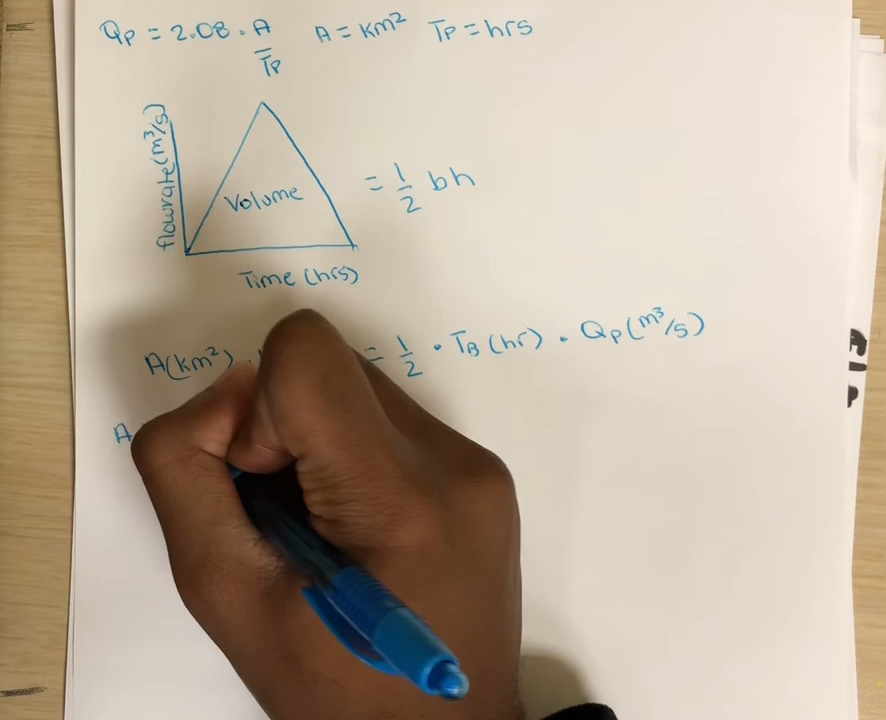 Qp = 2.08 · A/Tp A = km² Tp = hrs
flowrate (m³/s)
Volume
= 1/2 bh
Time (hrs)
A(km²) · = 1/2 · TB (hr) · Qp (m³/s)
A